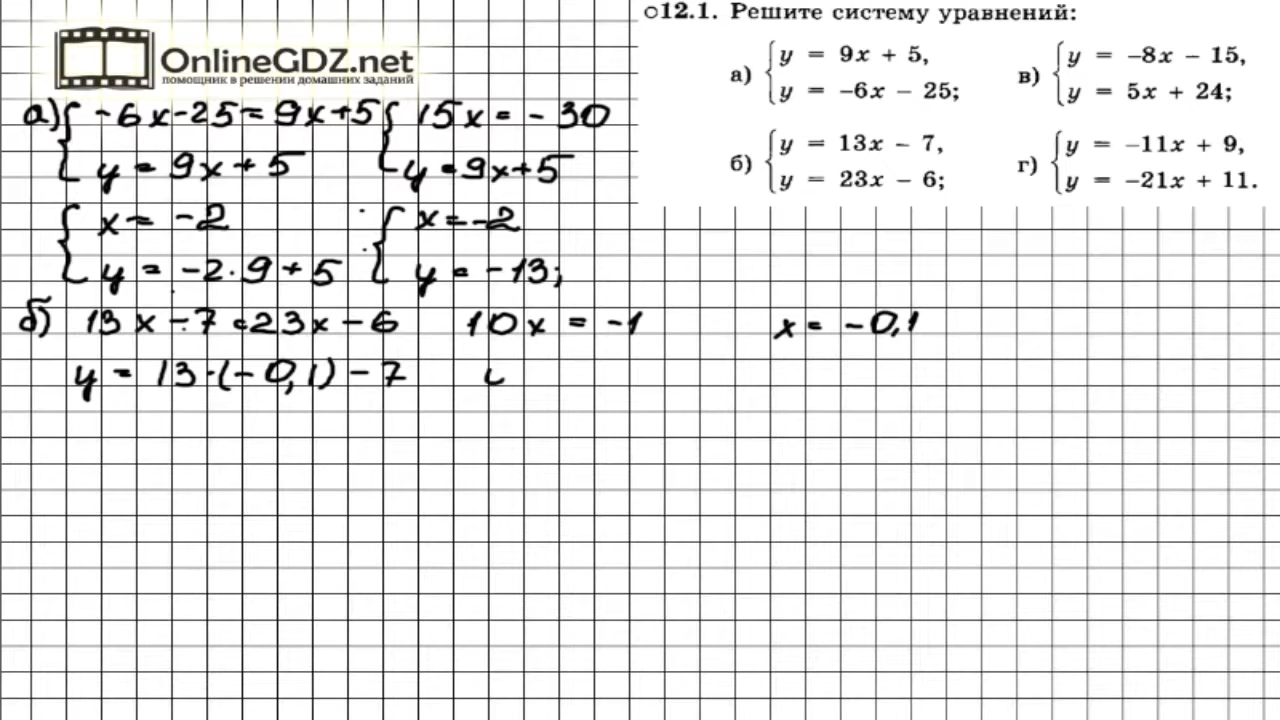 OnlineGDZ.net
помощник в решении домашних заданий
○12.1. Решите систему уравнений:
а) { y = 9x + 5,
y = –6x – 25;
в) { y = –8x – 15,
y = 5x + 24;
б) { y = 13x – 7,
y = 23x – 6;
г) { y = –11x + 9,
y = –21x + 11.
а) { -6x-25=9x+5 { 15x = -30
y = 9x+5 y = 9x+5
{ x = -2 { x = -2
y = -2·9+5 y = -13;
б) 13x-7=23x-6 10x = -1 x = -0,1
y = 13·(-0,1)-7